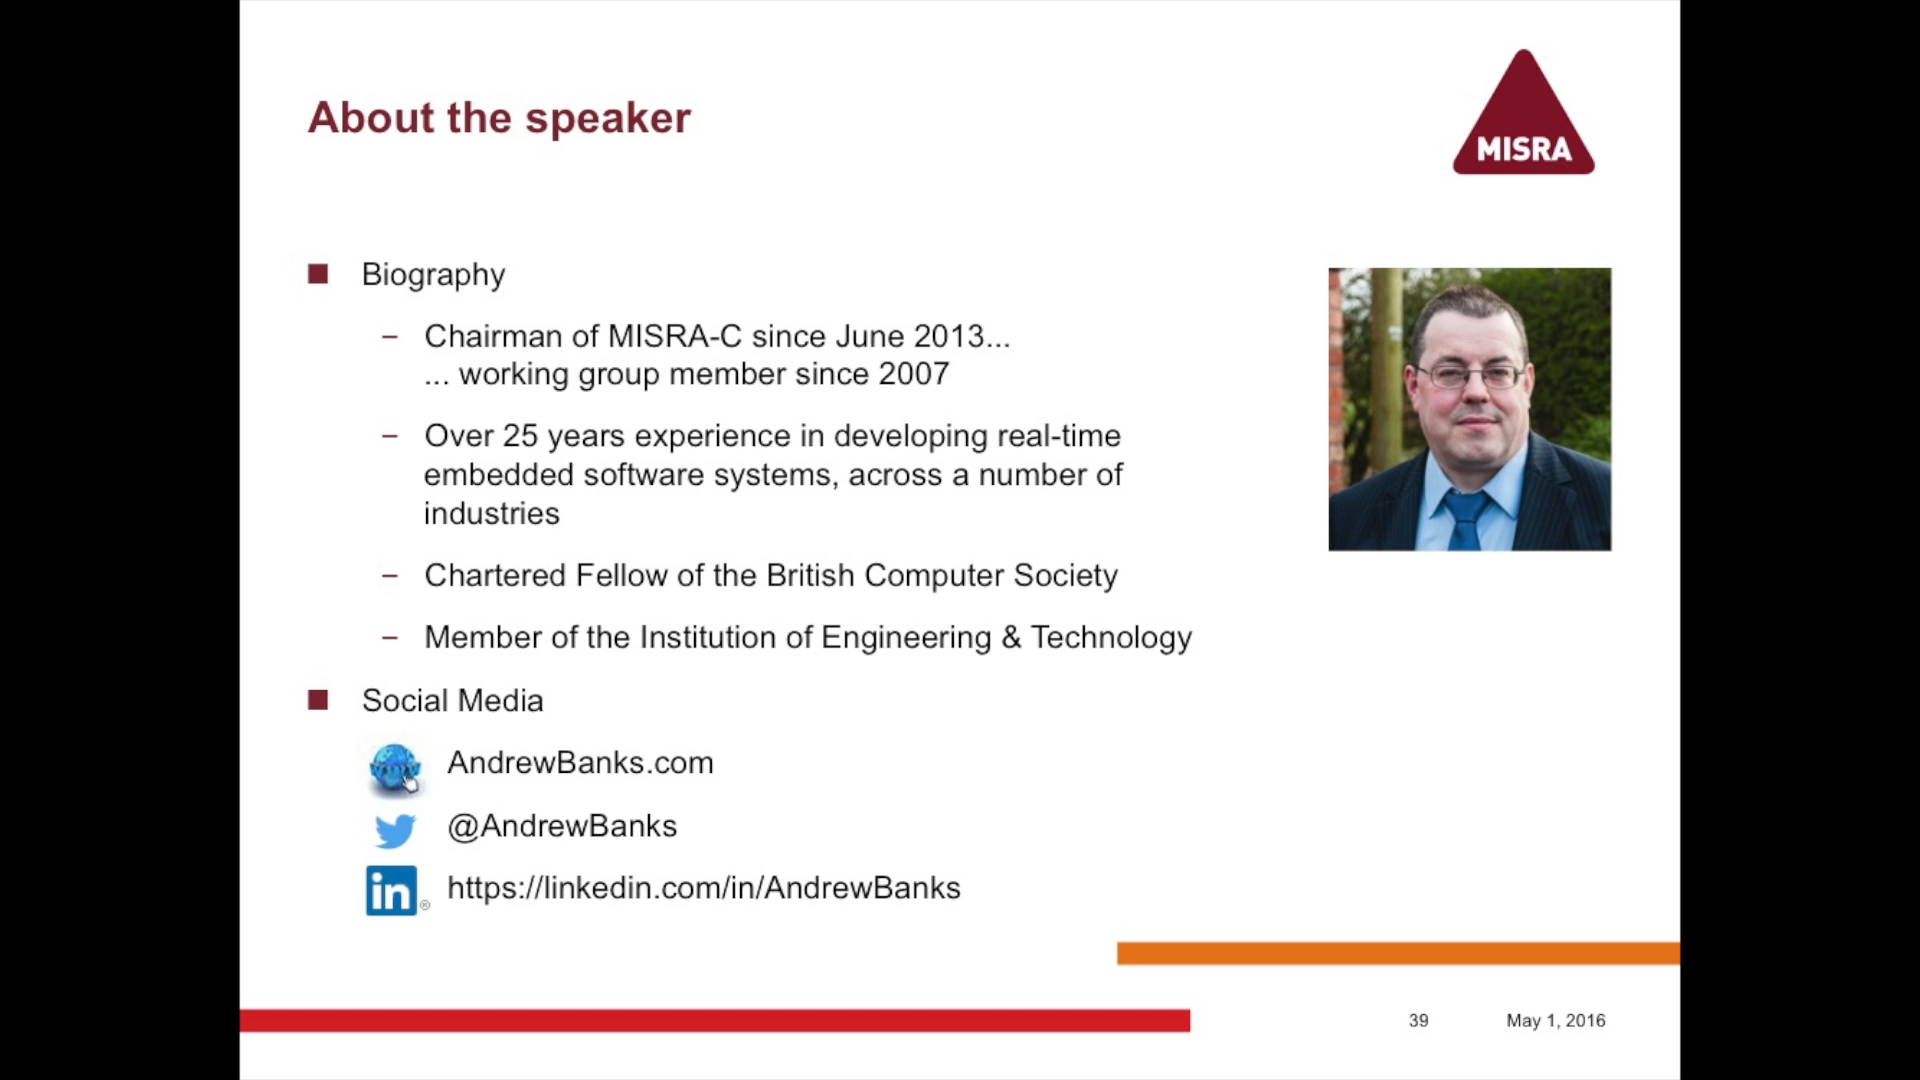 About the speaker
MISRA
Biography
– Chairman of MISRA-C since June 2013...
... working group member since 2007
– Over 25 years experience in developing real-time
embedded software systems, across a number of
industries
– Chartered Fellow of the British Computer Society
– Member of the Institution of Engineering & Technology
Social Media
www
AndrewBanks.com
@AndrewBanks
in®
https://linkedin.com/in/AndrewBanks
39
May 1, 2016